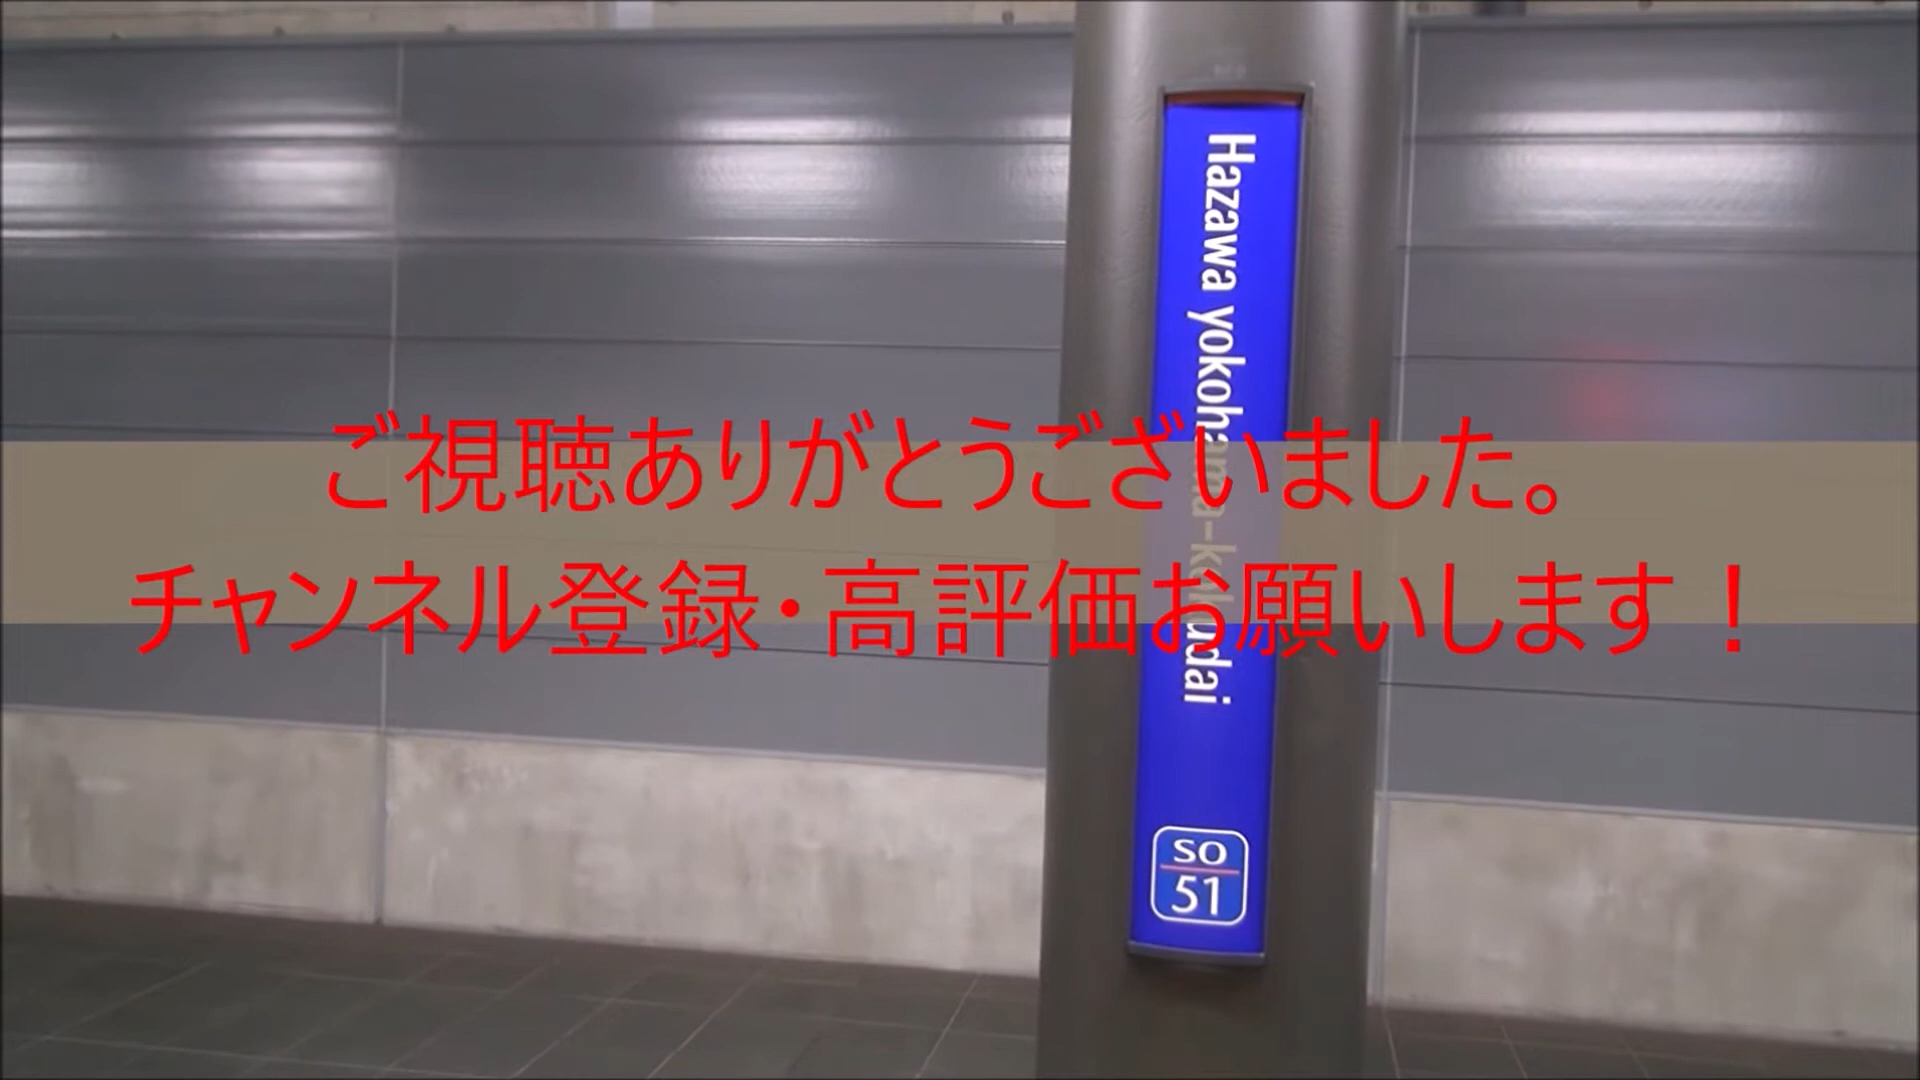 ご視聴ありがとうございました。
チャンネル登録・高評価お願いします！
Hazawa yokohama-kokudai
SO
51